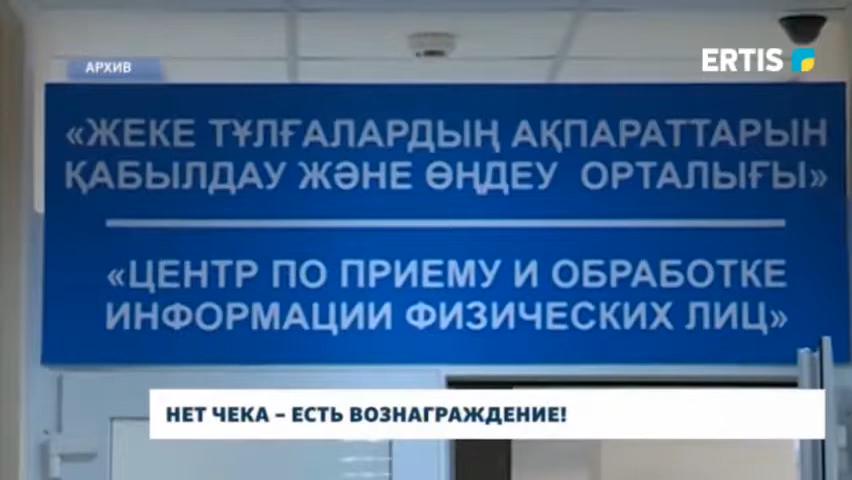 АРХИВ
ERTIS
«ЖЕКЕ ТҰЛҒАЛАРДЫҢ АҚПАРАТТАРЫН
ҚАБЫЛДАУ ЖӘНЕ ӨҢДЕУ ОРТАЛЫҒЫ»
«ЦЕНТР ПО ПРИЕМУ И ОБРАБОТКЕ
ИНФОРМАЦИИ ФИЗИЧЕСКИХ ЛИЦ»
НЕТ ЧЕКА – ЕСТЬ ВОЗНАГРАЖДЕНИЕ!